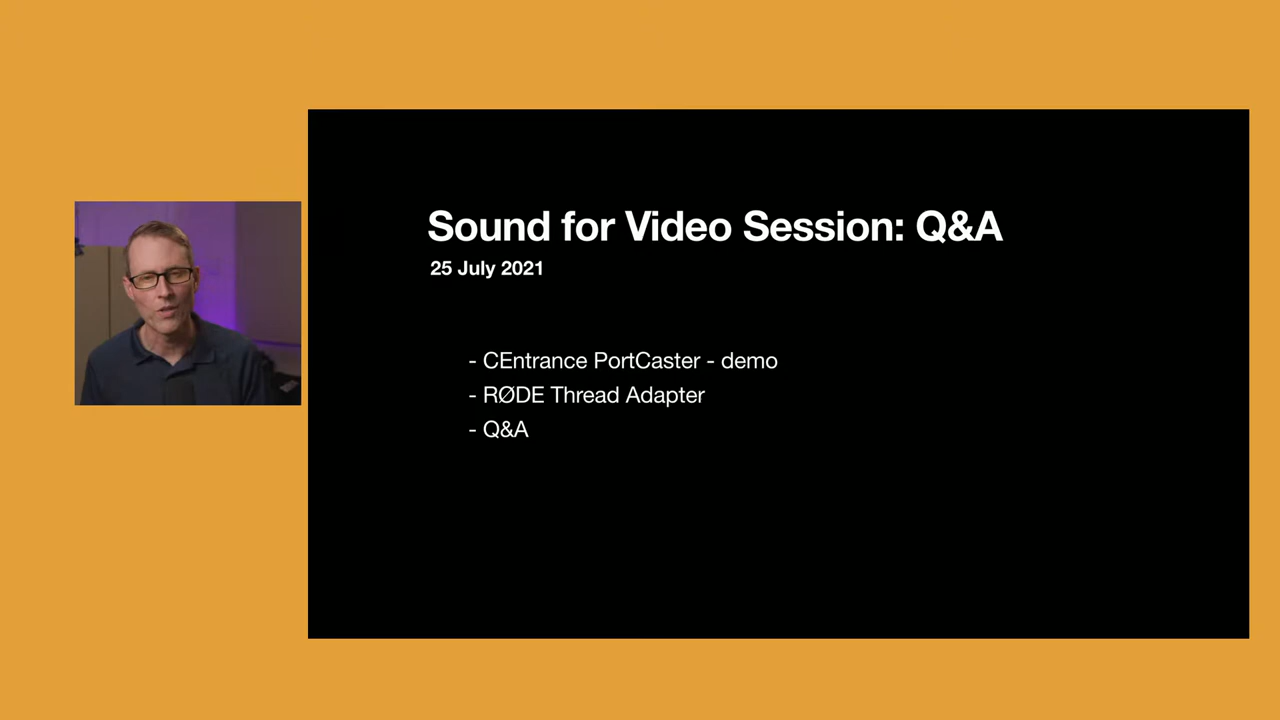 Sound for Video Session: Q&A
25 July 2021
- CEntrance PortCaster - demo
- RØDE Thread Adapter
- Q&A